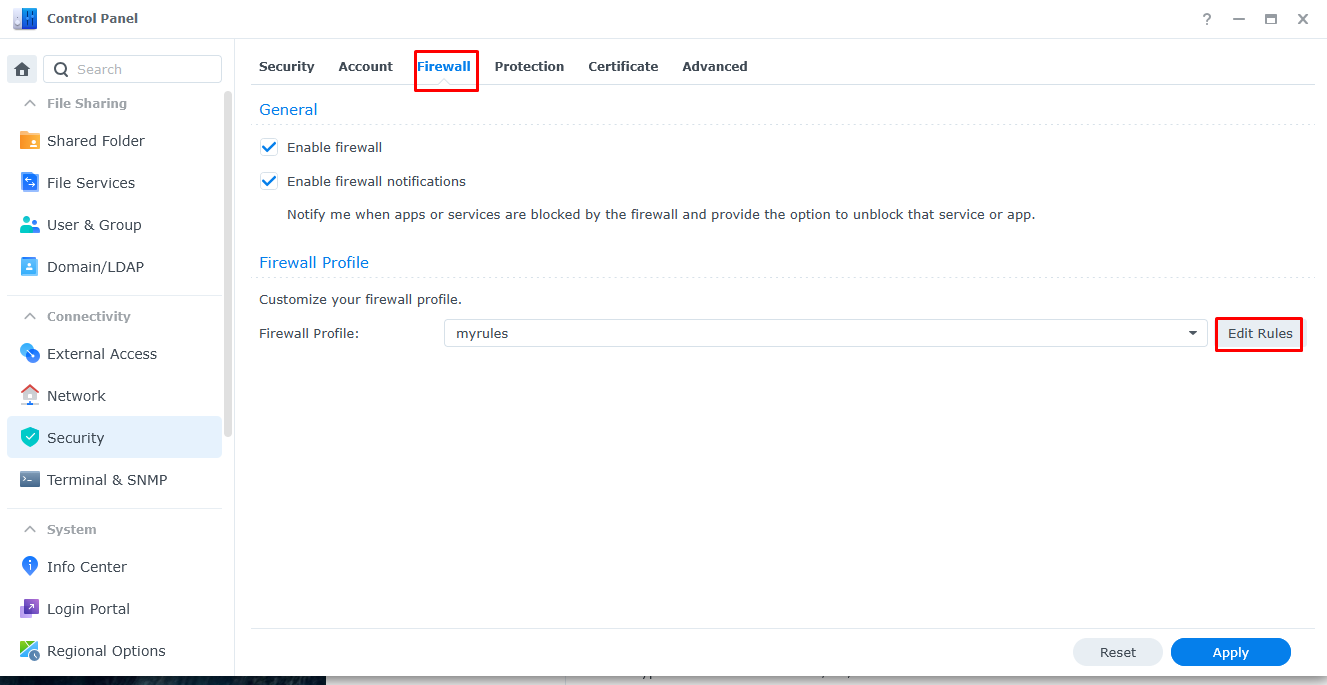 Control Panel
?
Search
File Sharing
Shared Folder
File Services
User & Group
Domain/LDAP
Connectivity
External Access
Network
Security
Terminal & SNMP
System
Info Center
Login Portal
Regional Options
Security Account Firewall Protection Certificate Advanced
General
Enable firewall
Enable firewall notifications
Notify me when apps or services are blocked by the firewall and provide the option to unblock that service or app.
Firewall Profile
Customize your firewall profile.
Firewall Profile: myrules Edit Rules
Reset Apply